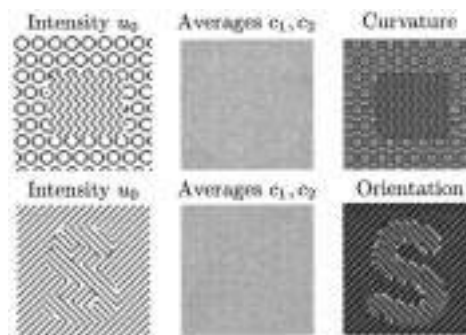 Intensity u₀ Averages c₁, c₂ Curvature
Intensity u₀ Averages c₁, c₂ Orientation